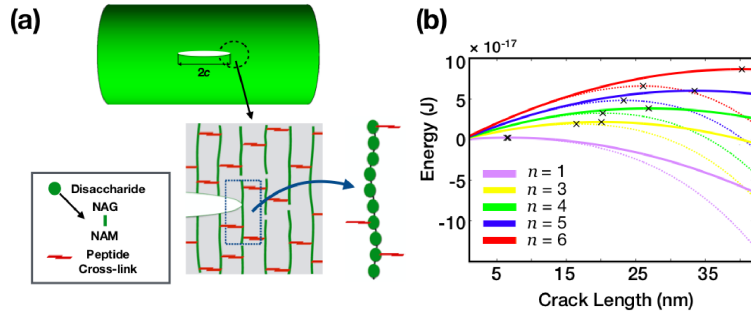 (a)
2c
Disaccharide
NAG
NAM
Peptide
Cross-link
(b)
× 10⁻¹⁷
10
5
0
-5
-10
Energy (J)
n = 1
n = 3
n = 4
n = 5
n = 6
5
15
25
35
Crack Length (nm)